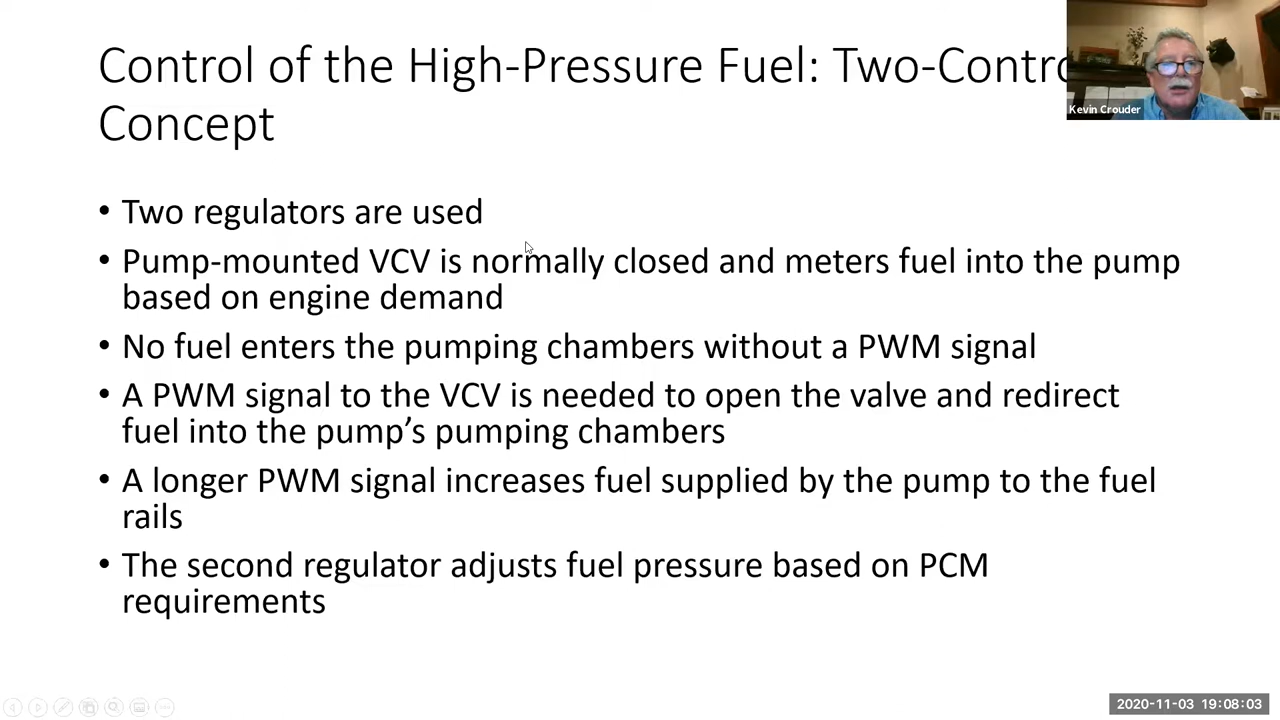 Control of the High-Pressure Fuel: Two-Contro
Concept
Kevin Crouder
• Two regulators are used
• Pump-mounted VCV is normally closed and meters fuel into the pump
based on engine demand
• No fuel enters the pumping chambers without a PWM signal
• A PWM signal to the VCV is needed to open the valve and redirect
fuel into the pump’s pumping chambers
• A longer PWM signal increases fuel supplied by the pump to the fuel
rails
• The second regulator adjusts fuel pressure based on PCM
requirements
2020-11-03 19:08:03